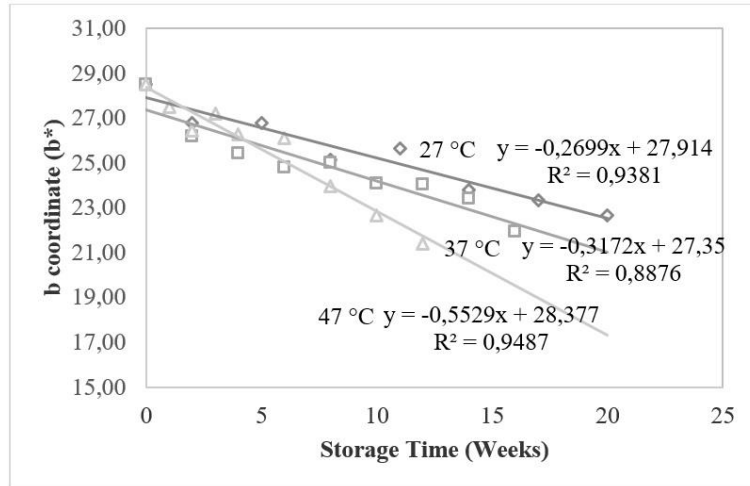 31,00
29,00
27,00
25,00
23,00
21,00
19,00
17,00
15,00
b coordinate (b*)
27 °C y = -0,2699x + 27,914
R² = 0,9381
37 °C y = -0,3172x + 27,35
R² = 0,8876
47 °C y = -0,5529x + 28,377
R² = 0,9487
0 5 10 15 20 25
Storage Time (Weeks)